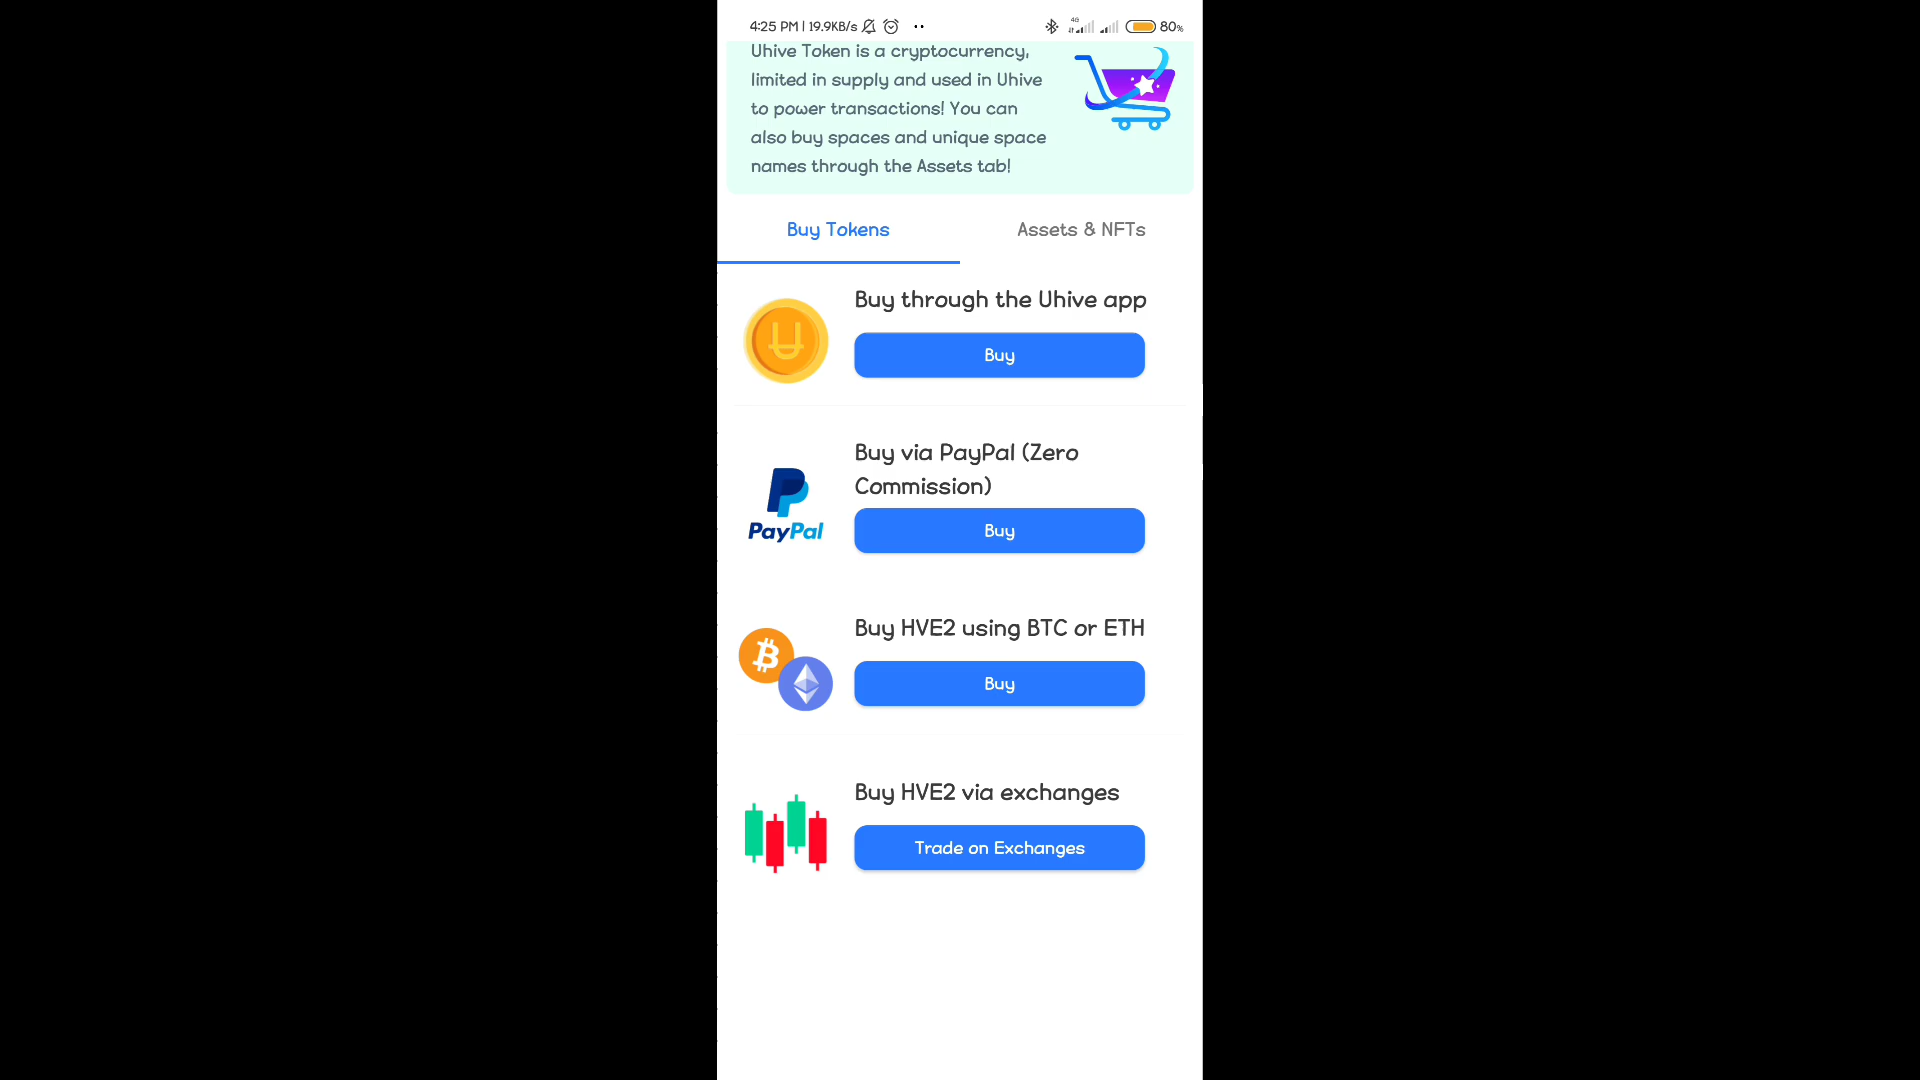 4:25 PM | 19.9KB/s
4G
80%
Uhive Token is a cryptocurrency,
limited in supply and used in Uhive
to power transactions! You can
also buy spaces and unique space
names through the Assets tab!
Buy Tokens
Assets & NFTs
Buy through the Uhive app
Buy
Buy via PayPal (Zero
Commission)
PayPal
Buy
Buy HVE2 using BTC or ETH
Buy
Buy HVE2 via exchanges
Trade on Exchanges